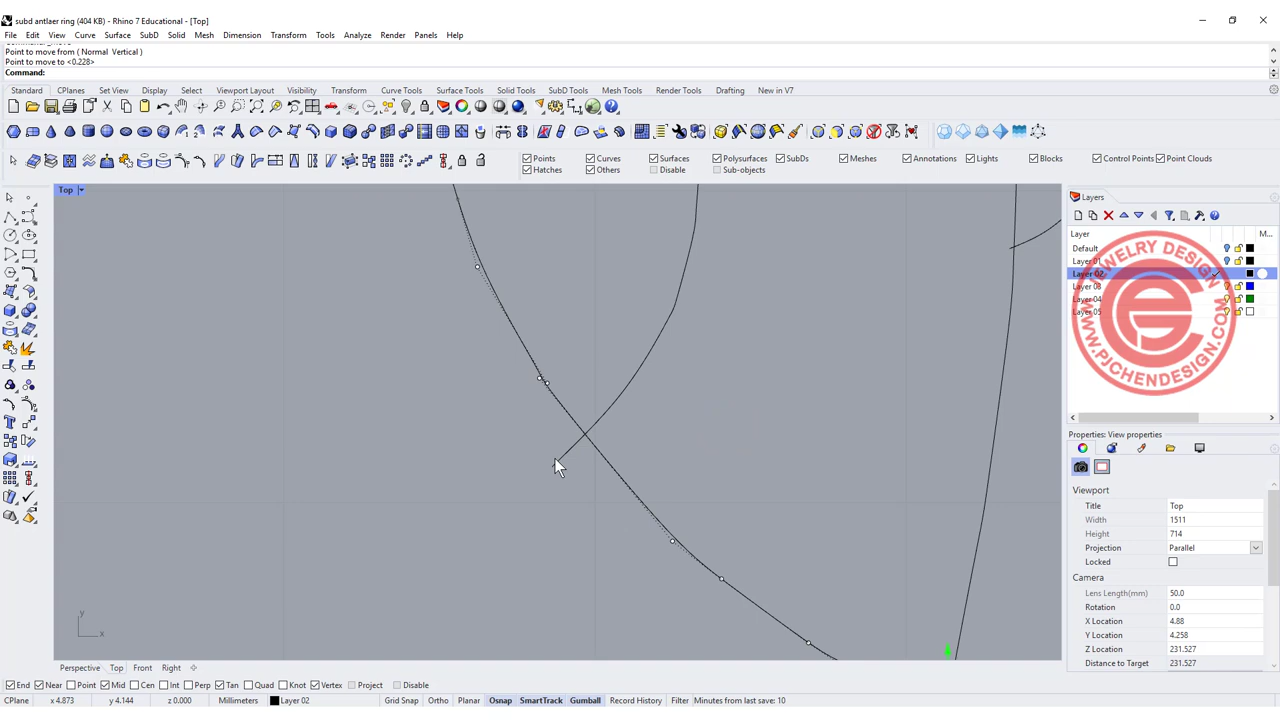 subd antlaer ring (404 KB) - Rhino 7 Educational - [Top]
File Edit View Curve Surface SubD Solid Mesh Dimension Transform Tools Analyze Render Panels Help
Point to move from ( Normal Vertical )
Point to move to <0.228>
Command:
Standard CPlanes Set View Display Select Viewport Layout Visibility Transform Curve Tools Surface Tools Solid Tools SubD Tools Mesh Tools Render Tools Drafting New in V7
Points Curves Surfaces Polysurfaces SubDs Meshes Annotations Lights Blocks Control Points Point Clouds
Hatches Others Disable Sub-objects
Top
Layers
Layer M...
Default
Layer 01
Layer 02
Layer 03
Layer 04
Layer 05
JEWELRY DESIGN
WWW.PJCHENDESIGN.COM
Properties: View properties
Viewport
Title Top
Width 1511
Height 714
Projection Parallel
Locked
Camera
Lens Length(mm) 50.0
Rotation 0.0
X Location 4.88
Y Location 4.258
Z Location 231.527
Distance to Target 231.527
y
x
Perspective Top Front Right
End Near Point Mid Cen Int Perp Tan Quad Knot Vertex Project Disable
CPlane x 4.873 y 4.144 z 0.000 Millimeters Layer 02 Grid Snap Ortho Planar Osnap SmartTrack Gumball Record History Filter Minutes from last save: 10